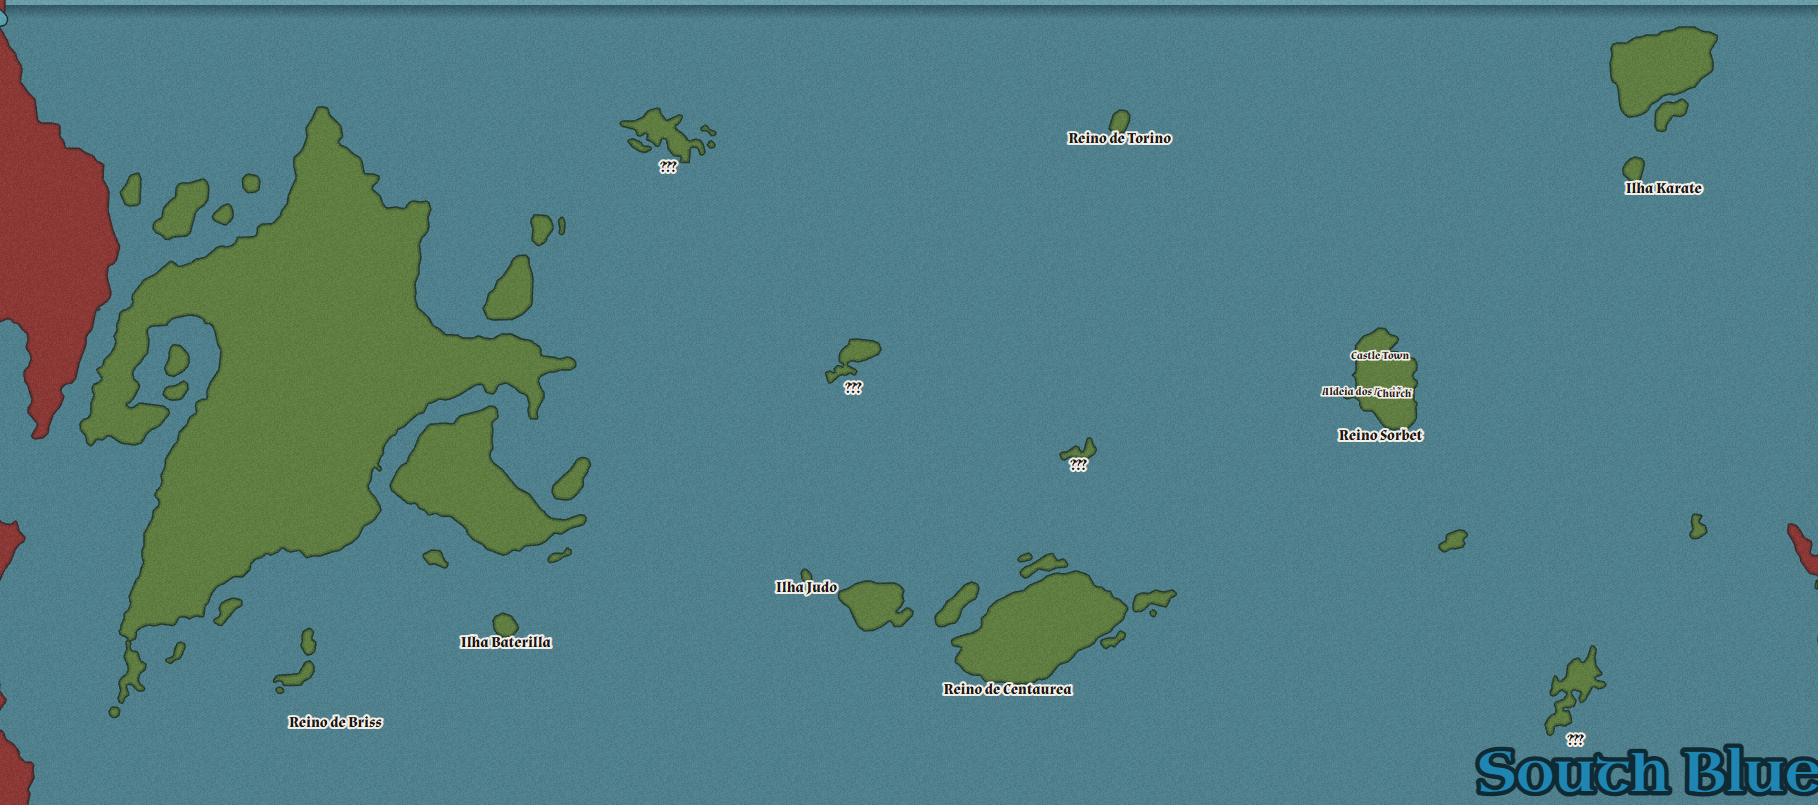 Reino de Torino
???
Ilha Karate
Castle Town
???
Aldeia dos
Church
Reino Sorbet
???
Ilha Judo
Ilha Baterilla
Reino de Centaurea
Reino de Briss
???
South Blue